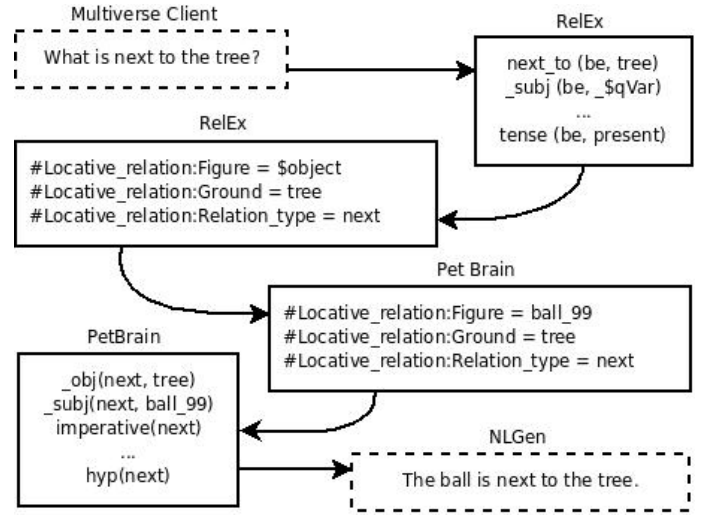 Multiverse Client
What is next to the tree?
RelEx
next_to (be, tree)
_subj (be, _$qVar)
...
tense (be, present)
RelEx
#Locative_relation:Figure = $object
#Locative_relation:Ground = tree
#Locative_relation:Relation_type = next
Pet Brain
#Locative_relation:Figure = ball_99
#Locative_relation:Ground = tree
#Locative_relation:Relation_type = next
PetBrain
_obj(next, tree)
_subj(next, ball_99)
imperative(next)
...
hyp(next)
NLGen
The ball is next to the tree.